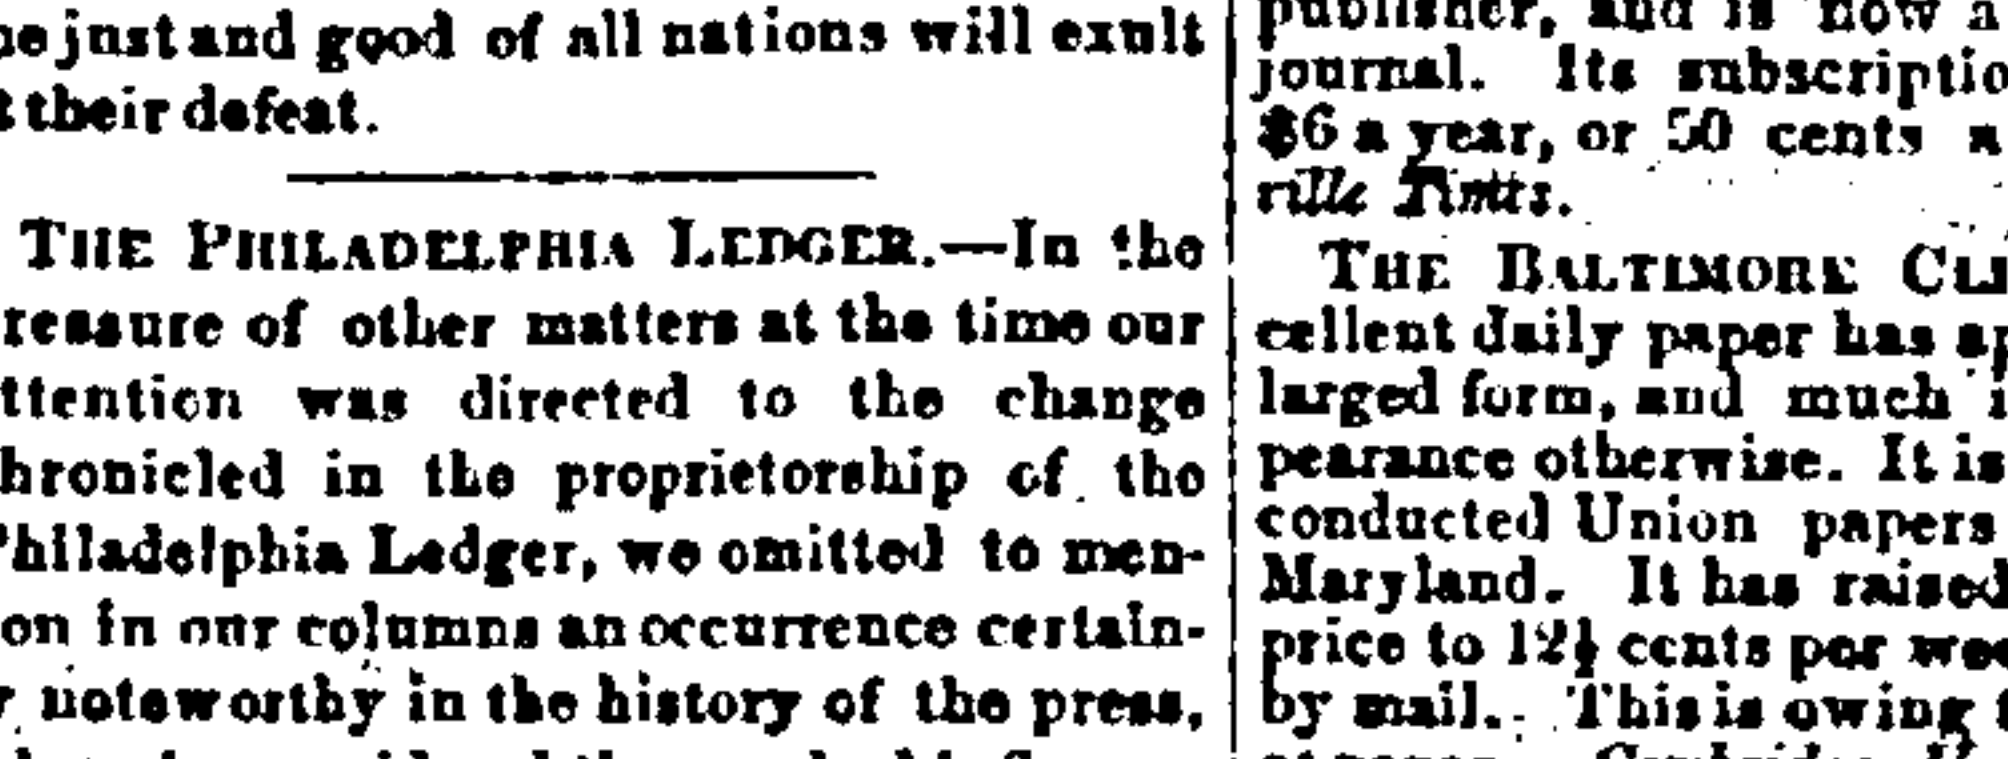 he just and good of all nations will exult
t their defeat.
THE PHILADELPHIA LEDGER.—In the
ressure of other matters at the time our
ttention was directed to the change
hronicled in the proprietorship of the
Philadelphia Ledger, we omitted to men-
on in our columns an occurrence certain-
y noteworthy in the history of the press,
publisher, and is now a
journal. Its subscriptio
$6 a year, or 50 cents a
ville Times.
THE BALTIMORE CLI
cellent daily paper has ap
larged form, and much i
pearance otherwise. It is
conducted Union papers
Maryland. It has raised
price to 12½ cents per wee
by mail. This is owing t